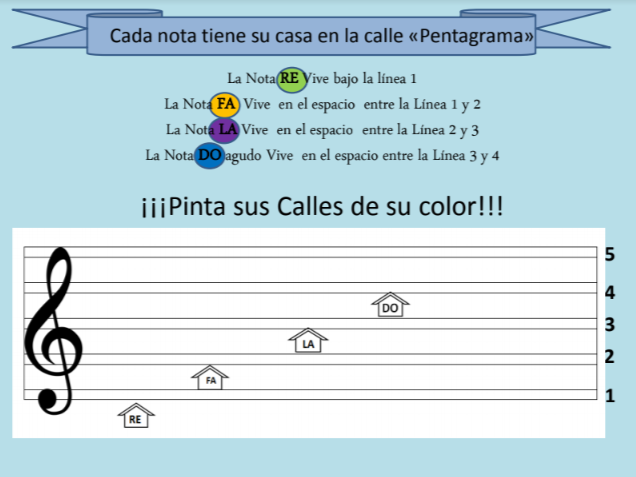 Cada nota tiene su casa en la calle «Pentagrama»
La Nota RE Vive bajo la línea 1
La Nota FA Vive en el espacio entre la Línea 1 y 2
La Nota LA Vive en el espacio entre la Línea 2 y 3
La Nota DO agudo Vive en el espacio entre la Línea 3 y 4
¡¡¡Pinta sus Calles de su color!!!
5
4
DO
3
LA
2
FA
1
RE